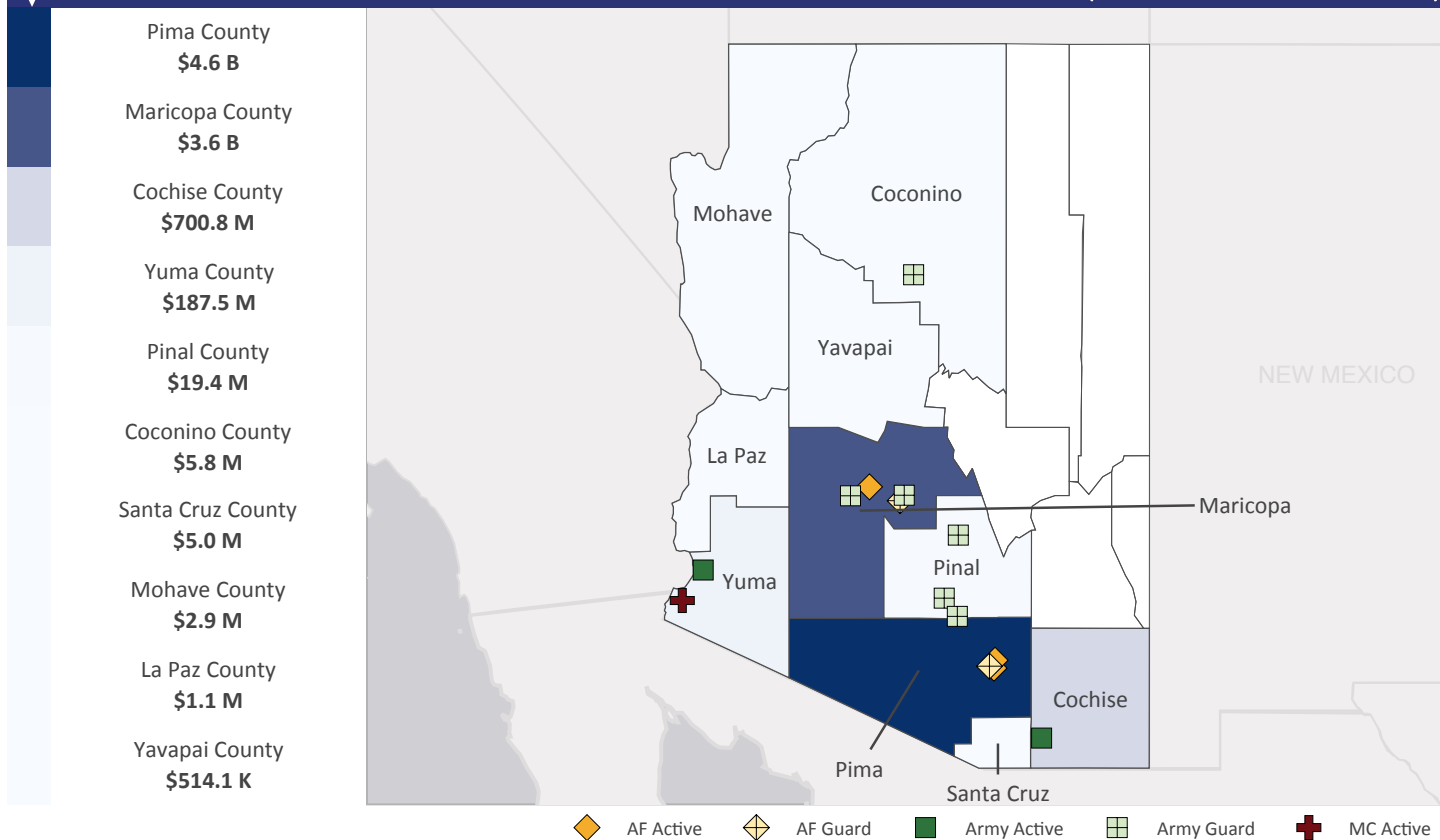 Pima County
$4.6 B
Maricopa County
$3.6 B
Cochise County
$700.8 M
Yuma County
$187.5 M
Pinal County
$19.4 M
Coconino County
$5.8 M
Santa Cruz County
$5.0 M
Mohave County
$2.9 M
La Paz County
$1.1 M
Yavapai County
$514.1 K
Coconino
Mohave
Yavapai
NEW MEXICO
La Paz
Maricopa
Pinal
Yuma
Cochise
Pima
Santa Cruz
AF Active
AF Guard
Army Active
Army Guard
MC Active